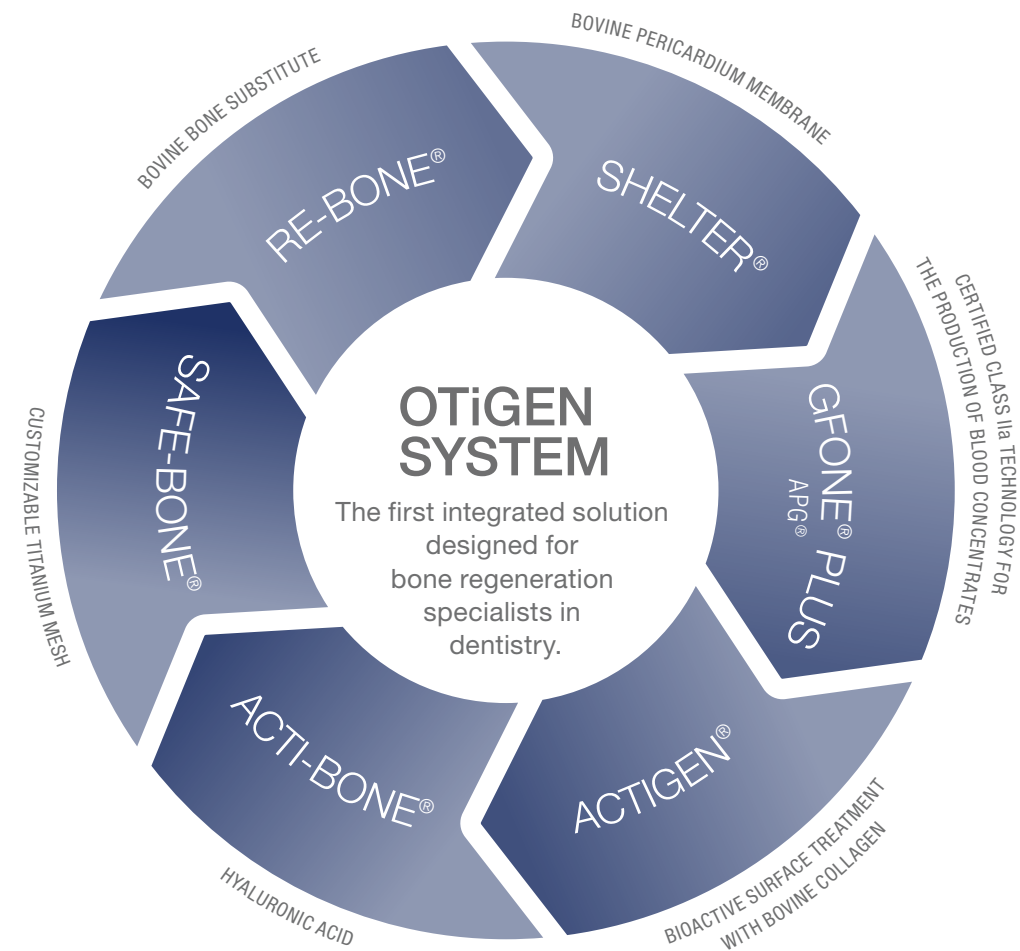 OTiGEN
SYSTEM
The first integrated solution
designed for
bone regeneration
specialists in
dentistry.
BOVINE BONE SUBSTITUTE
RE-BONE®
BOVINE PERICARDIUM MEMBRANE
SHELTER®
CERTIFIED CLASS IIa TECHNOLOGY FOR
THE PRODUCTION OF BLOOD CONCENTRATES
GFONE® PLUS
APG®
BIOACTIVE SURFACE TREATMENT
WITH BOVINE COLLAGEN
ACTIGEN®
HYALURONIC ACID
ACTI-BONE®
CUSTOMIZABLE TITANIUM MESH
SAFE-BONE®